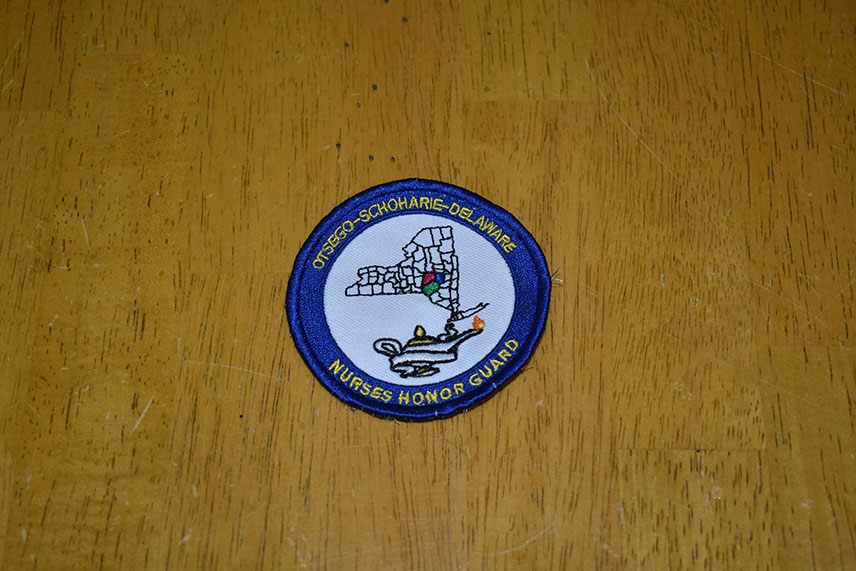 OTSEGO-SCHOHARIE-DELAWARE
NURSES HONOR GUARD